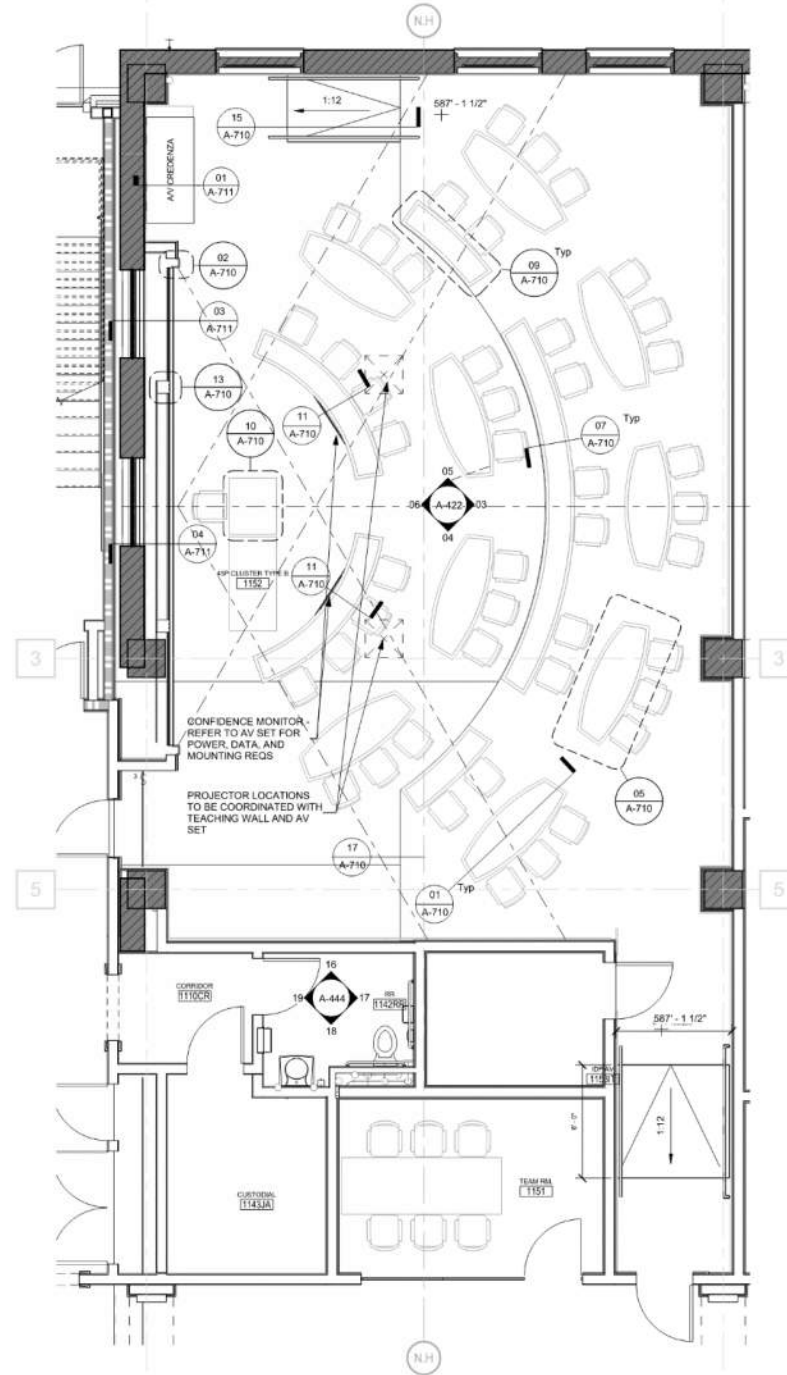 N.H
1:12
587' - 1 1/2"
15
A-710
A/V CREDENZA
01
A-711
02
A-710
09
A-710
Typ
03
A-711
13
A-710
11
A-710
07
A-710
Typ
10
A-710
05
06
A-422
03
04
04
A-711
11
A-710
1152
3
3
CONFIDENCE MONITOR -
REFER TO AV SET FOR
POWER, DATA, AND
MOUNTING REQS
PROJECTOR LOCATIONS
TO BE COORDINATED WITH
TEACHING WALL AND AV
SET
05
A-710
17
A-710
5
5
01
A-710
Typ
CORRIDOR
1110CR
16
19
A-444
17
18
RR
587' - 1 1/2"
1:12
CUSTODIAL
1143JA
TEAM RM.
1151
N.H